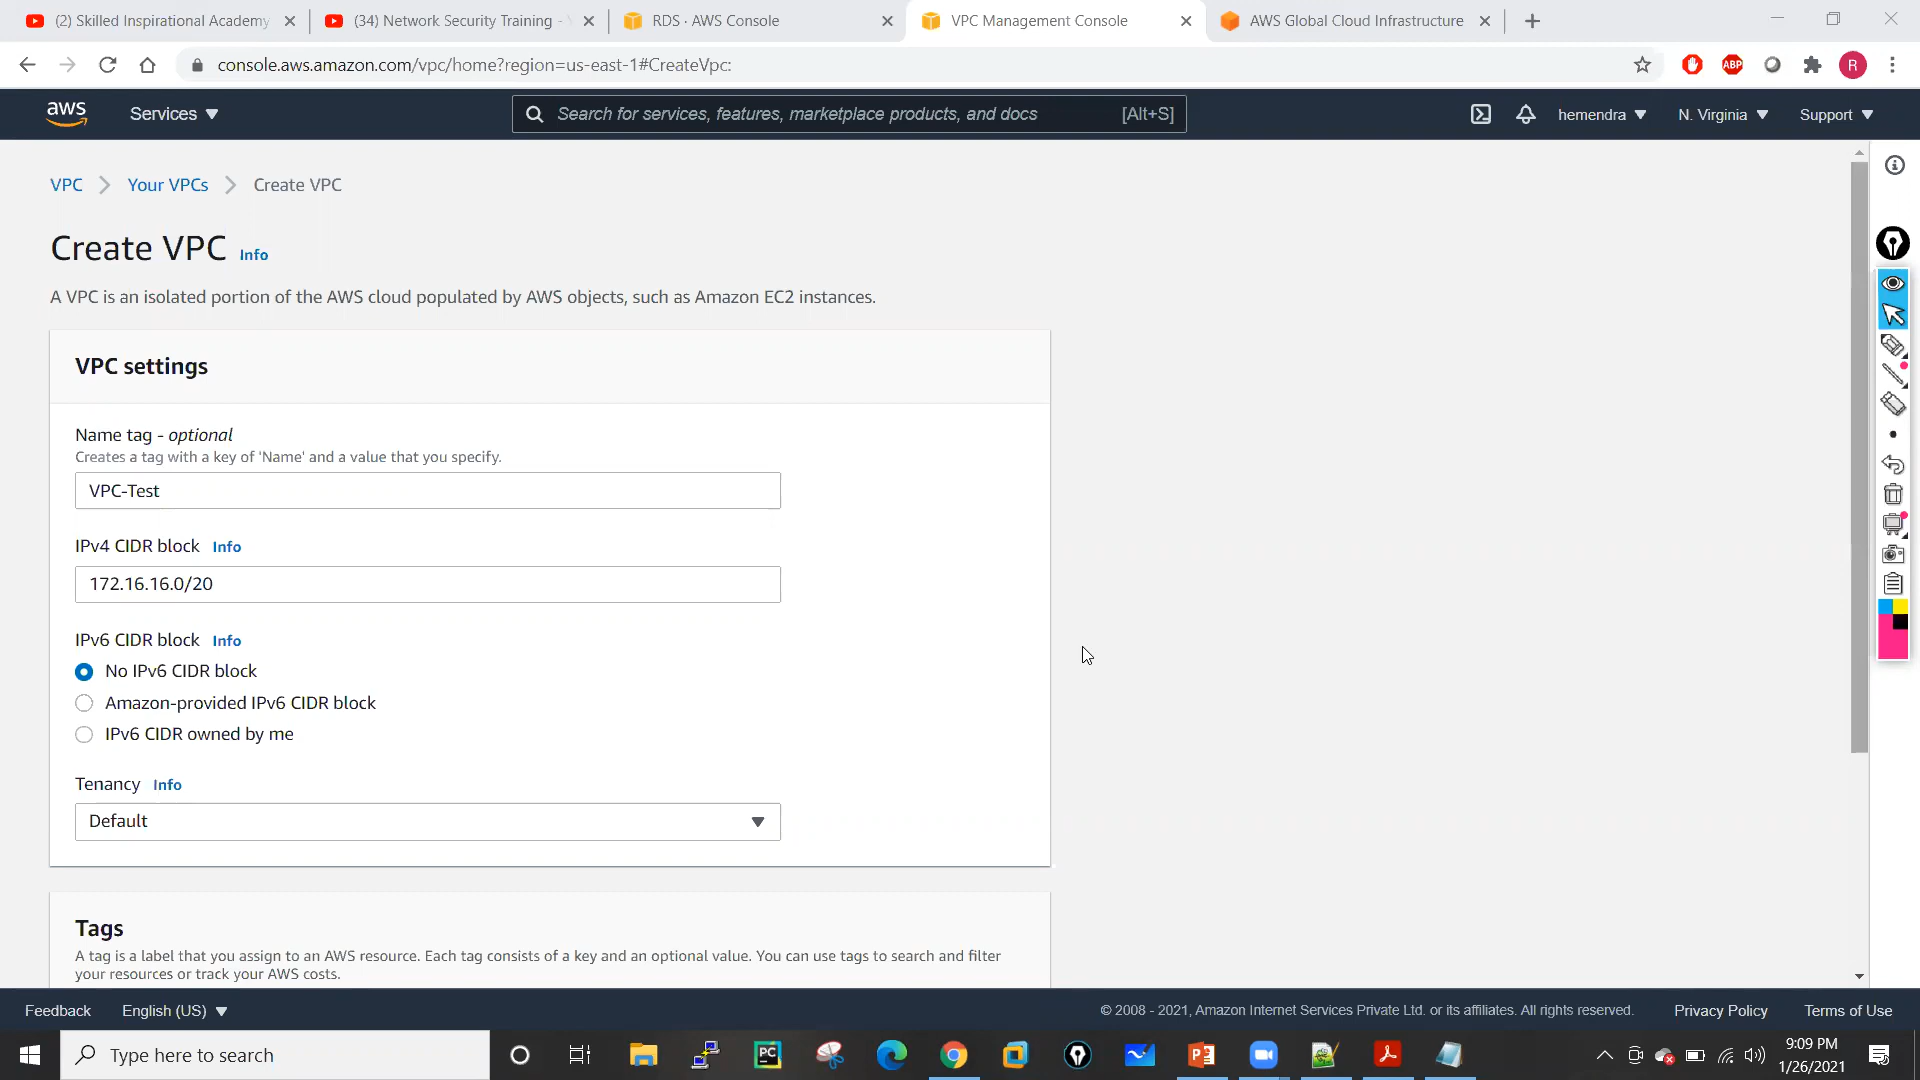 (2) Skilled Inspirational Academy
(34) Network Security Training -
RDS · AWS Console
VPC Management Console
AWS Global Cloud Infrastructure
console.aws.amazon.com/vpc/home?region=us-east-1#CreateVpc:
ABP
R
aws
Services
Search for services, features, marketplace products, and docs
[Alt+S]
hemendra
N. Virginia
Support
VPC
Your VPCs
Create VPC
Create VPC Info
A VPC is an isolated portion of the AWS cloud populated by AWS objects, such as Amazon EC2 instances.
VPC settings
Name tag - optional
Creates a tag with a key of 'Name' and a value that you specify.
VPC-Test
IPv4 CIDR block Info
172.16.16.0/20
IPv6 CIDR block Info
No IPv6 CIDR block
Amazon-provided IPv6 CIDR block
IPv6 CIDR owned by me
Tenancy Info
Default
Tags
A tag is a label that you assign to an AWS resource. Each tag consists of a key and an optional value. You can use tags to search and filter
your resources or track your AWS costs.
Feedback
English (US)
© 2008 - 2021, Amazon Internet Services Private Ltd. or its affiliates. All rights reserved.
Privacy Policy
Terms of Use
Type here to search
PC
9:09 PM
1/26/2021